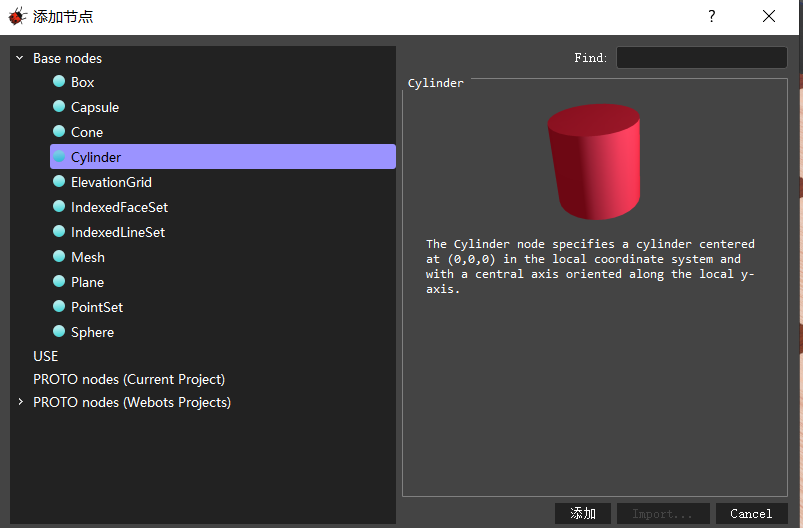 添加节点
?
Find:
Base nodes
Box
Capsule
Cone
Cylinder
ElevationGrid
IndexedFaceSet
IndexedLineSet
Mesh
Plane
PointSet
Sphere
USE
PROTO nodes (Current Project)
PROTO nodes (Webots Projects)
Cylinder
The Cylinder node specifies a cylinder centered
at (0,0,0) in the local coordinate system and
with a central axis oriented along the local y-
axis.
添加
Import...
Cancel